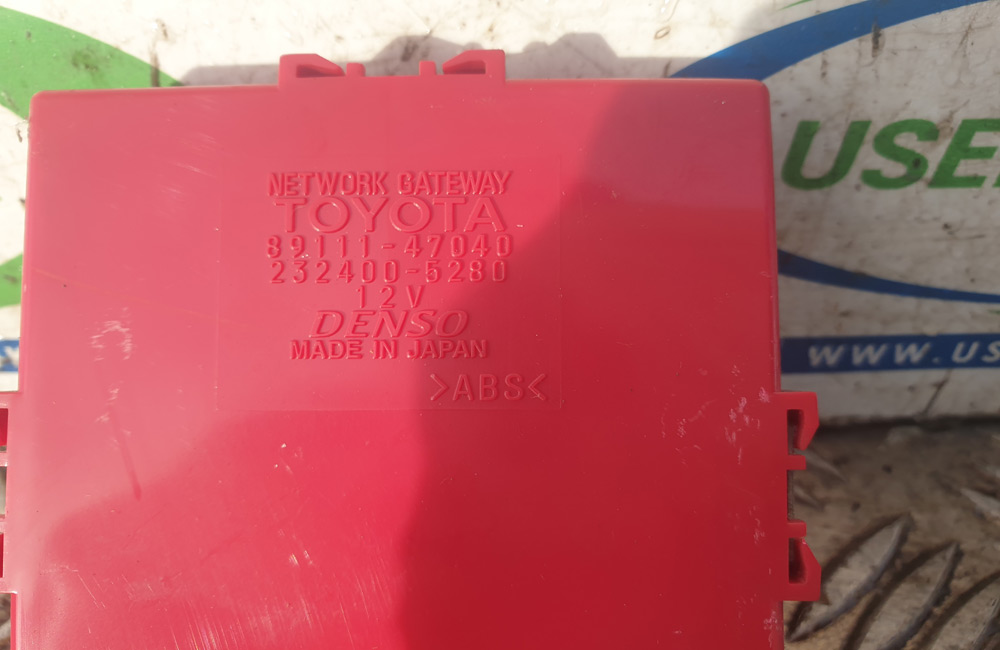 NETWORK GATEWAY
TOYOTA
89111-47040
232400-5280
12V
DENSO
MADE IN JAPAN
>ABS<
USE
WWW.US